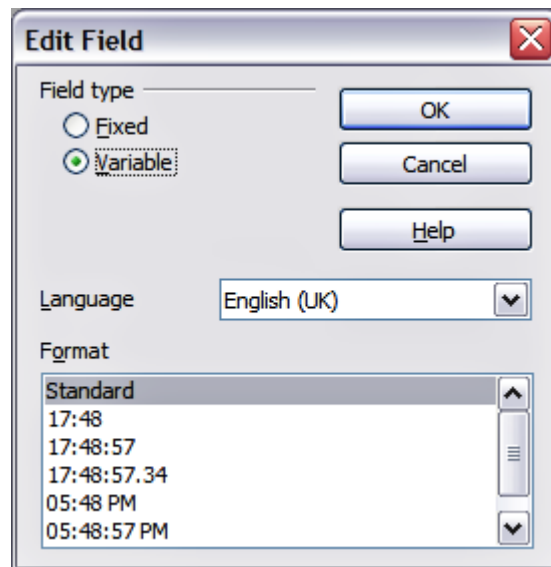 Edit Field
Field type
Fixed
Variable
OK
Cancel
Help
Language
English (UK)
Format
Standard
17:48
17:48:57
17:48:57.34
05:48 PM
05:48:57 PM